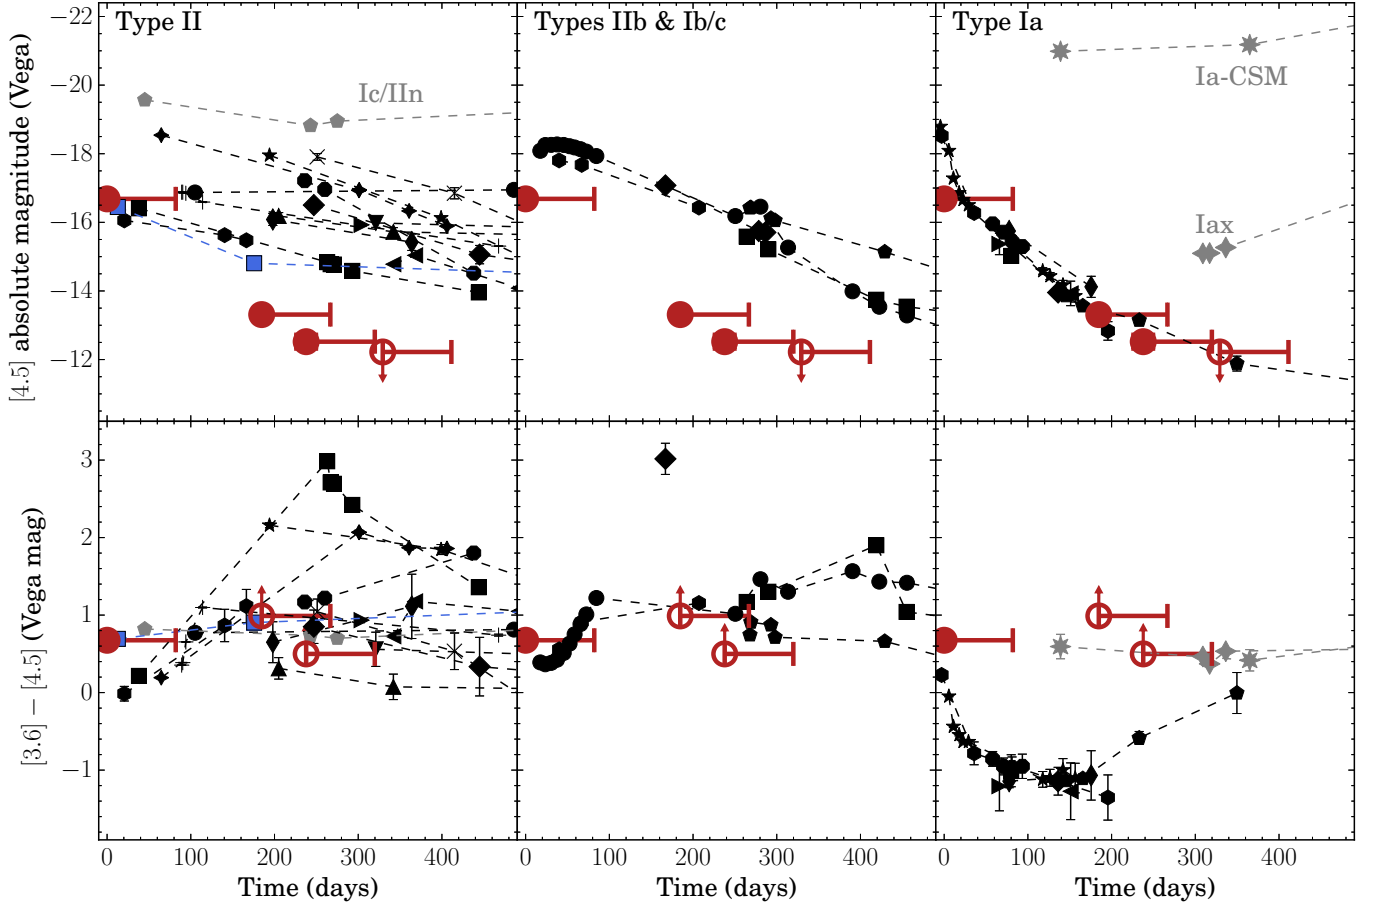 Type II
Types IIb & Ib/c
Type Ia
Ic/IIn
Ia-CSM
Iax
[4.5] absolute magnitude (Vega)
−22
−20
−18
−16
−14
−12
[3.6] − [4.5] (Vega mag)
3
2
1
0
−1
0 100 200 300 400
0 100 200 300 400
0 100 200 300 400
Time (days)
Time (days)
Time (days)